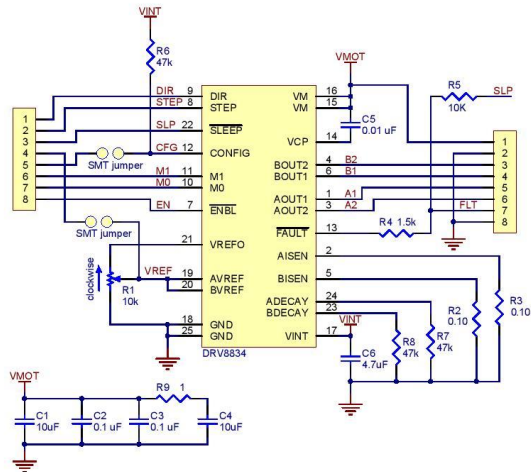 VINT
R6
47k
DIR 9 DIR
STEP 8 STEP
SLP 22 SLEEP
CFG 12 CONFIG
SMT jumper
M1 11 M1
M0 10 M0
EN 7 ENBL
SMT jumper
21 VREFO
clockwise
R1
10k
VREF 19 AVREF
20 BVREF
18 GND
25 GND
DRV8834
1
2
3
4
5
6
7
8
VMOT
VM 16
VM 15
C5
0.01 uF
VCP 14
BOUT2 4 B2
BOUT1 6 B1
AOUT1 1 A1
AOUT2 3 A2
FAULT 13
R4 1.5k
AISEN 2
BISEN 5
ADECAY 24
BDECAY 23
VINT 17
VINT
C6
4.7uF
R8
47k
R7
47k
R2
0.10
R3
0.10
R5
10K
SLP
FLT
1
2
3
4
5
6
7
8
VMOT
R9 1
C1
10uF
C2
0.1 uF
C3
0.1 uF
C4
10uF